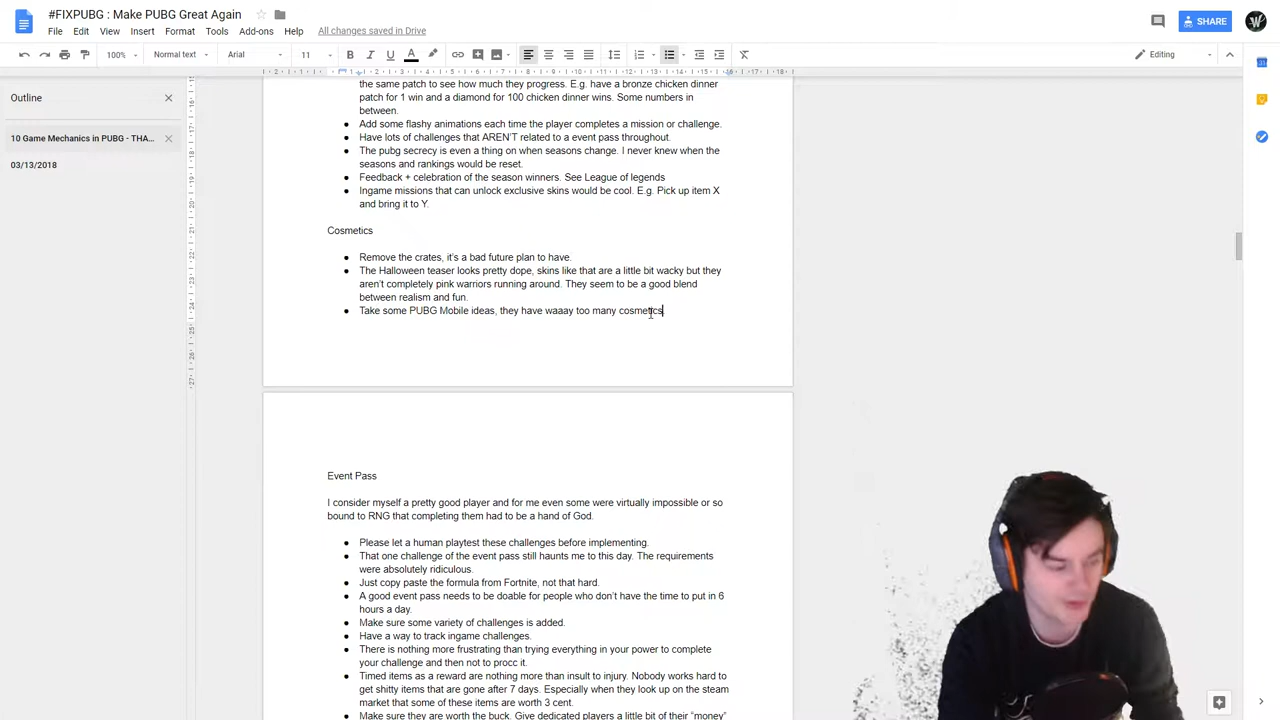 #FIXPUBG : Make PUBG Great Again
File Edit View Insert Format Tools Add-ons Help All changes saved in Drive
SHARE
100% Normal text Arial 11 B I U A Editing
Outline
10 Game Mechanics in PUBG - THA...
03/13/2018
the same patch to see how much they progress. E.g. have a bronze chicken dinner
patch for 1 win and a diamond for 100 chicken dinner wins. Some numbers in
between.
● Add some flashy animations each time the player completes a mission or challenge.
● Have lots of challenges that AREN'T related to a event pass throughout.
● The pubg secrecy is even a thing on when seasons change. I never knew when the
seasons and rankings would be reset.
● Feedback + celebration of the season winners. See League of legends
● Ingame missions that can unlock exclusive skins would be cool. E.g. Pick up item X
and bring it to Y.
Cosmetics
● Remove the crates, it's a bad future plan to have.
● The Halloween teaser looks pretty dope, skins like that are a little bit wacky but they
aren't completely pink warriors running around. They seem to be a good blend
between realism and fun.
● Take some PUBG Mobile ideas, they have waaay too many cosmetics
Event Pass
I consider myself a pretty good player and for me even some were virtually impossible or so
bound to RNG that completing them had to be a hand of God.
● Please let a human playtest these challenges before implementing.
● That one challenge of the event pass still haunts me to this day. The requirements
were absolutely ridiculous.
● Just copy paste the formula from Fortnite, not that hard.
● A good event pass needs to be doable for people who don't have the time to put in 6
hours a day.
● Make sure some variety of challenges is added.
● Have a way to track ingame challenges.
● There is nothing more frustrating than trying everything in your power to complete
your challenge and then not to procc it.
● Timed items as a reward are nothing more than insult to injury. Nobody works hard to
get shitty items that are gone after 7 days. Especially when they look up on the steam
market that some of these items are worth 3 cent.
● Make sure they are worth the buck. Give dedicated players a little bit of their "money"